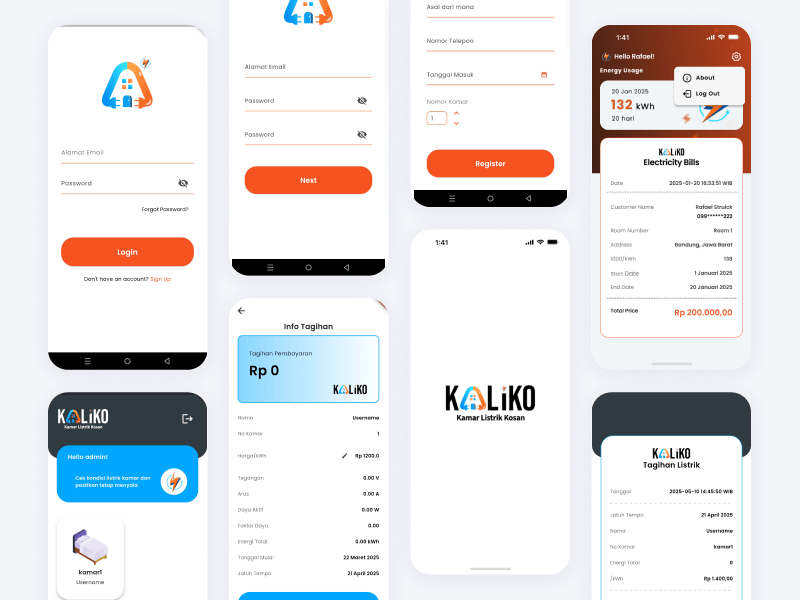 Alamat Email
Password
Forgot Password?
Login
Don't have an account? Sign Up
KALiKO
Kamar Listrik Kosan
Hello admin!
Cek kondisi listrik kamar dan
pastikan tetap menyala
kamar1
Username
Alamat Email
Password
Password
Next
Info Tagihan
Tagihan Pembayaran
Rp 0
KALiKO
Nama Username
No Kamar 1
Harga/kWh Rp 1200.0
Tegangan 0.00 V
Arus 0.00 A
Daya Aktif 0.00 W
Faktor Daya 0.00
Energi Total 0.00 kWh
Tanggal Mulai 22 Maret 2025
Jatuh Tempo 21 April 2025
Asal dari mana
Nomor Telepon
Tanggal Masuk
Nomor Kamar
1
Register
1:41
KALiKO
Kamar Listrik Kosan
1:41
Hello Rafael!
Energy Usage
About
Log Out
20 Jan 2025
132 kWh
20 hari
KALiKO
Electricity Bills
Date 2025-01-20 16:33:51 WIB
Customer Name Rafael Struick
099******222
Room Number Room 1
Address Bandung, Jawa Barat
1000/kWh 138
Start Date 1 Januari 2025
End Date 20 Januari 2025
Total Price Rp 200.000,00
KALiKO
Tagihan Listrik
Tanggal 2025-05-10 14:45:50 WIB
Jatuh Tempo 21 April 2025
Nama Username
No Kamar kamar1
Energi Total 0
/kWh Rp 1.400,00